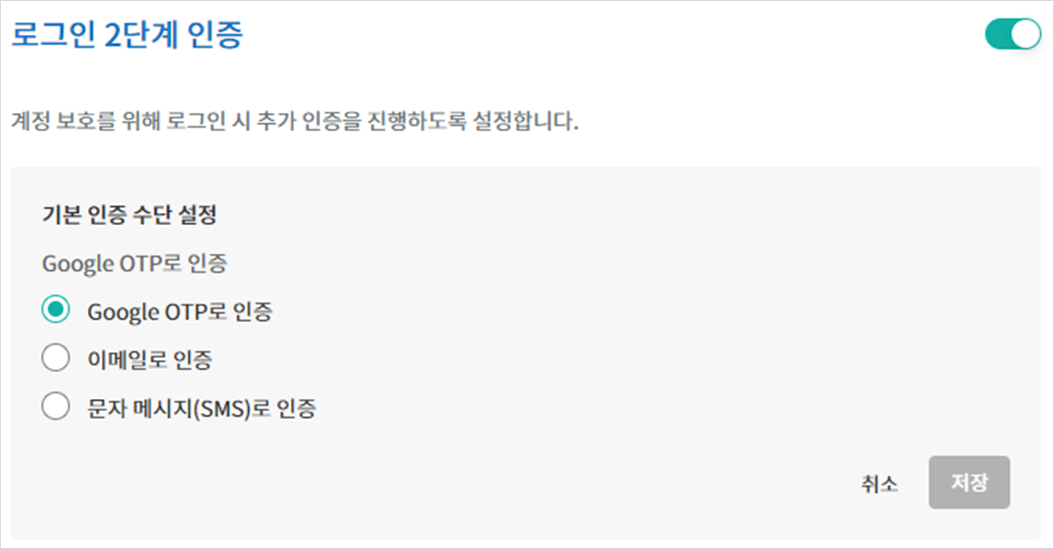 로그인 2단계 인증
계정 보호를 위해 로그인 시 추가 인증을 진행하도록 설정합니다.
기본 인증 수단 설정
Google OTP로 인증
Google OTP로 인증
이메일로 인증
문자 메시지(SMS)로 인증
취소 저장